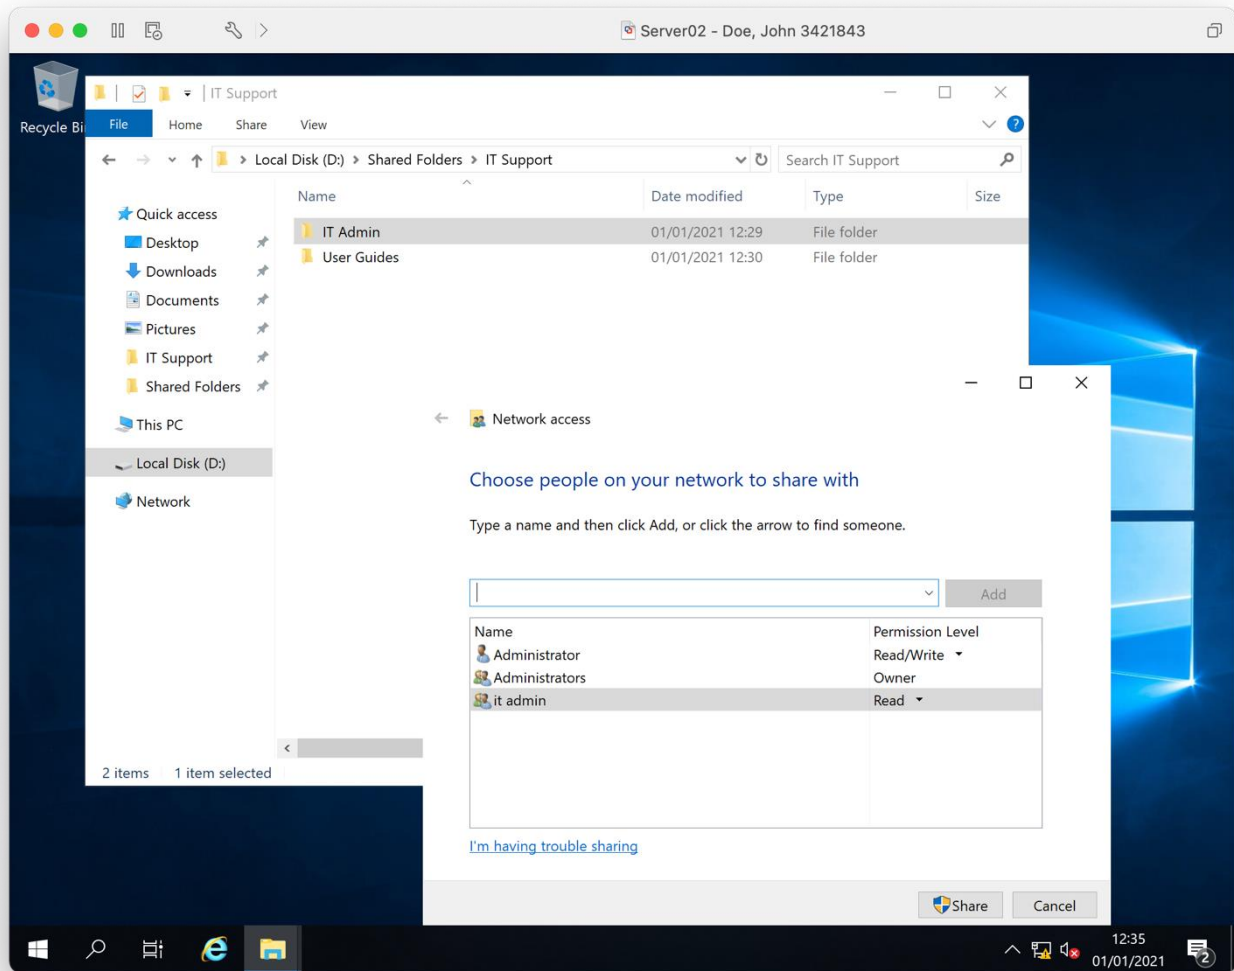 Server02 - Doe, John 3421843
Recycle Bi
IT Support
File Home Share View
Local Disk (D:) > Shared Folders > IT Support
Search IT Support
Name Date modified Type Size
Quick access
Desktop
Downloads
Documents
Pictures
IT Support
Shared Folders
This PC
Local Disk (D:)
Network
IT Admin 01/01/2021 12:29 File folder
User Guides 01/01/2021 12:30 File folder
2 items 1 item selected
Network access
Choose people on your network to share with
Type a name and then click Add, or click the arrow to find someone.
Add
Name Permission Level
Administrator Read/Write
Administrators Owner
it admin Read
I'm having trouble sharing
Share Cancel
12:35
01/01/2021
2